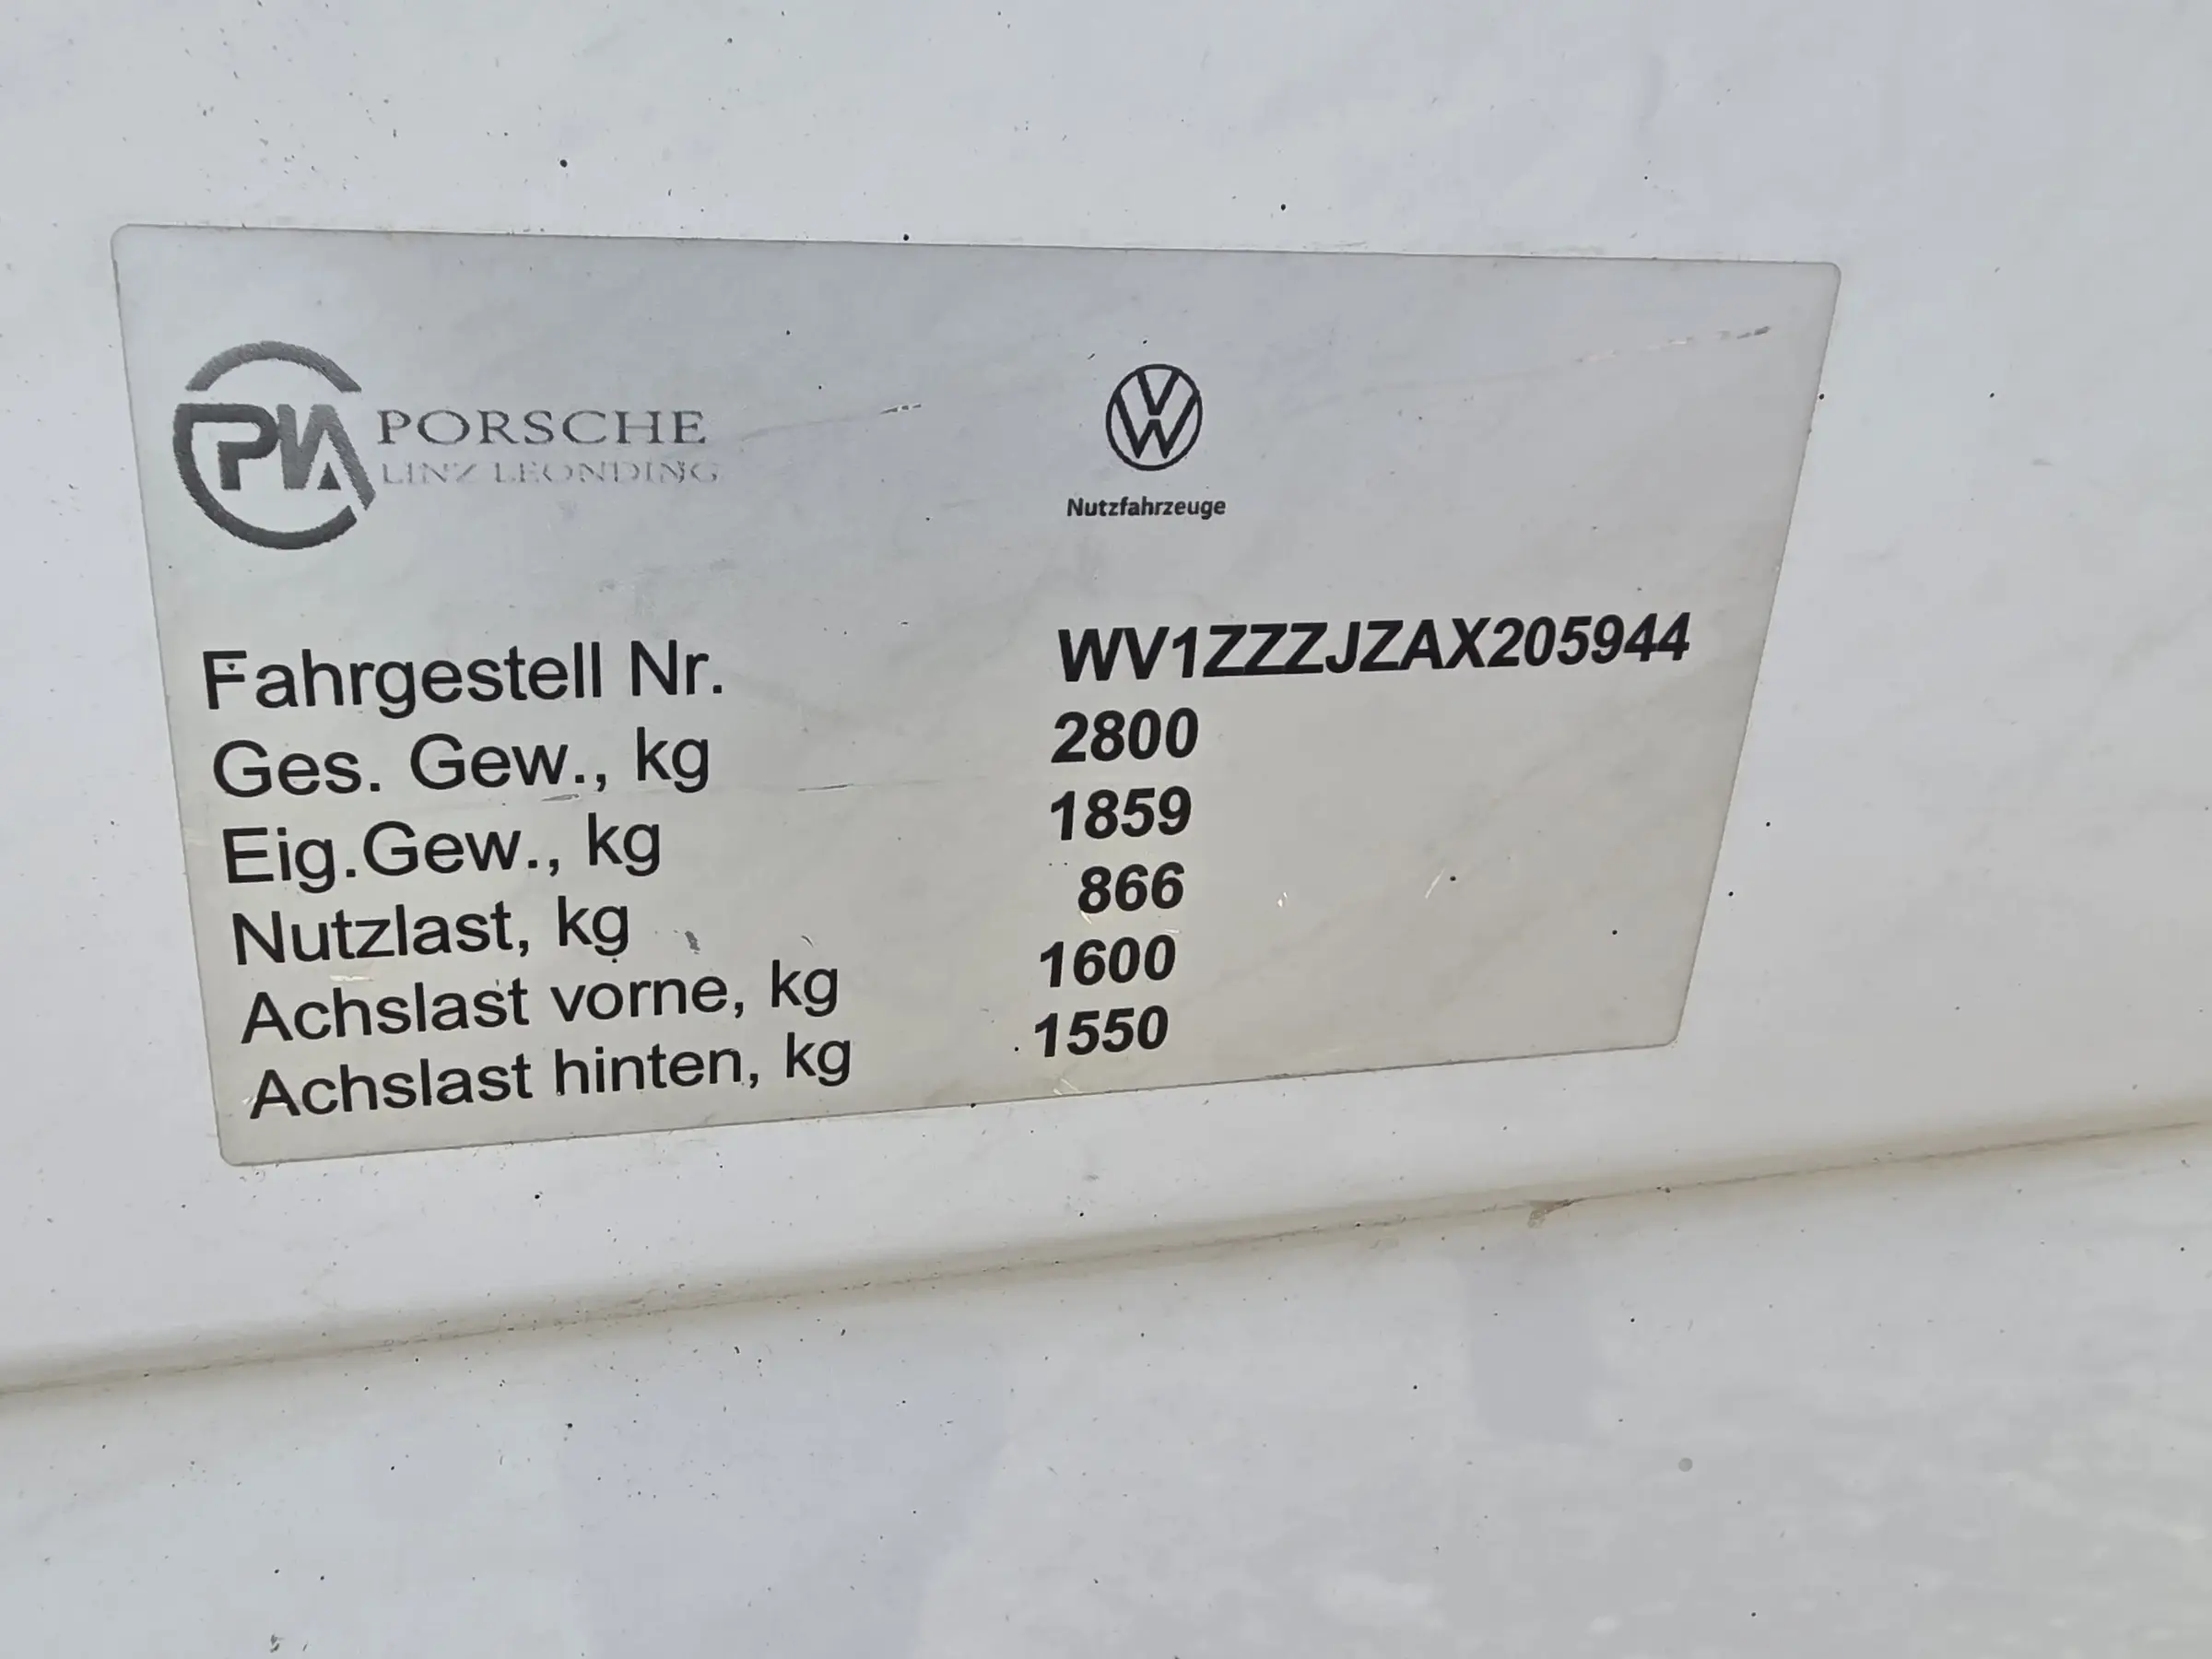 PIA PORSCHE
LINZ LEONDING
Nutzfahrzeuge
Fahrgestell Nr. WV1ZZZJZAX205944
Ges. Gew., kg 2800
Eig.Gew., kg 1859
Nutzlast, kg 866
Achslast vorne, kg 1600
Achslast hinten, kg 1550